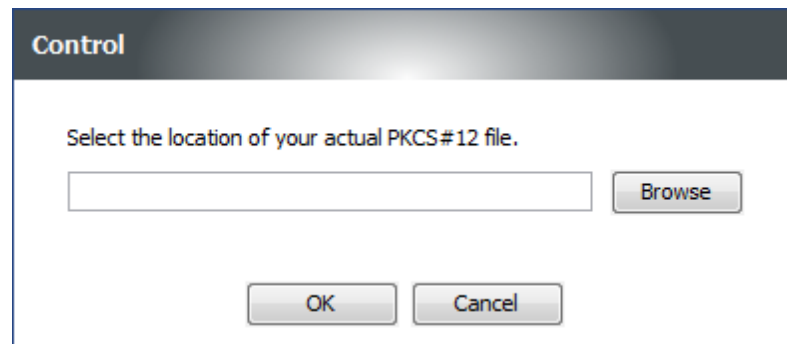 Control
Select the location of your actual PKCS#12 file.
Browse
OK Cancel